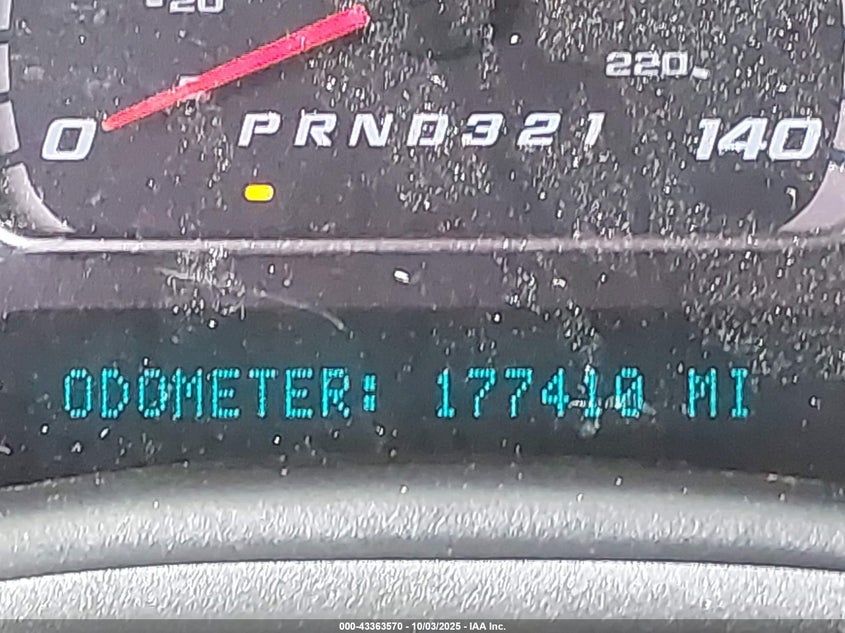 20
220
0 PRND321 140
ODOMETER: 177410 MI
000-43363570 - 10/03/2025 - IAA Inc.